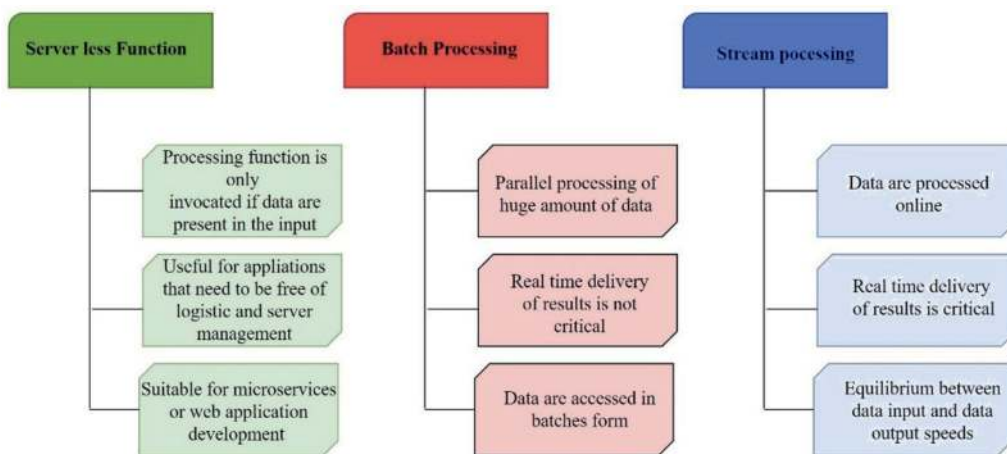 Server less Function
Processing function is
only
invocated if data are
present in the input
Useful for appliations
that need to be free of
logistic and server
management
Suitable for microservices
or web application
development
Batch Processing
Parallel processing of
huge amount of data
Real time delivery
of results is not
critical
Data are accessed in
batches form
Stream pocessing
Data are processed
online
Real time delivery
of results is critical
Equilibrium between
data input and data
output speeds